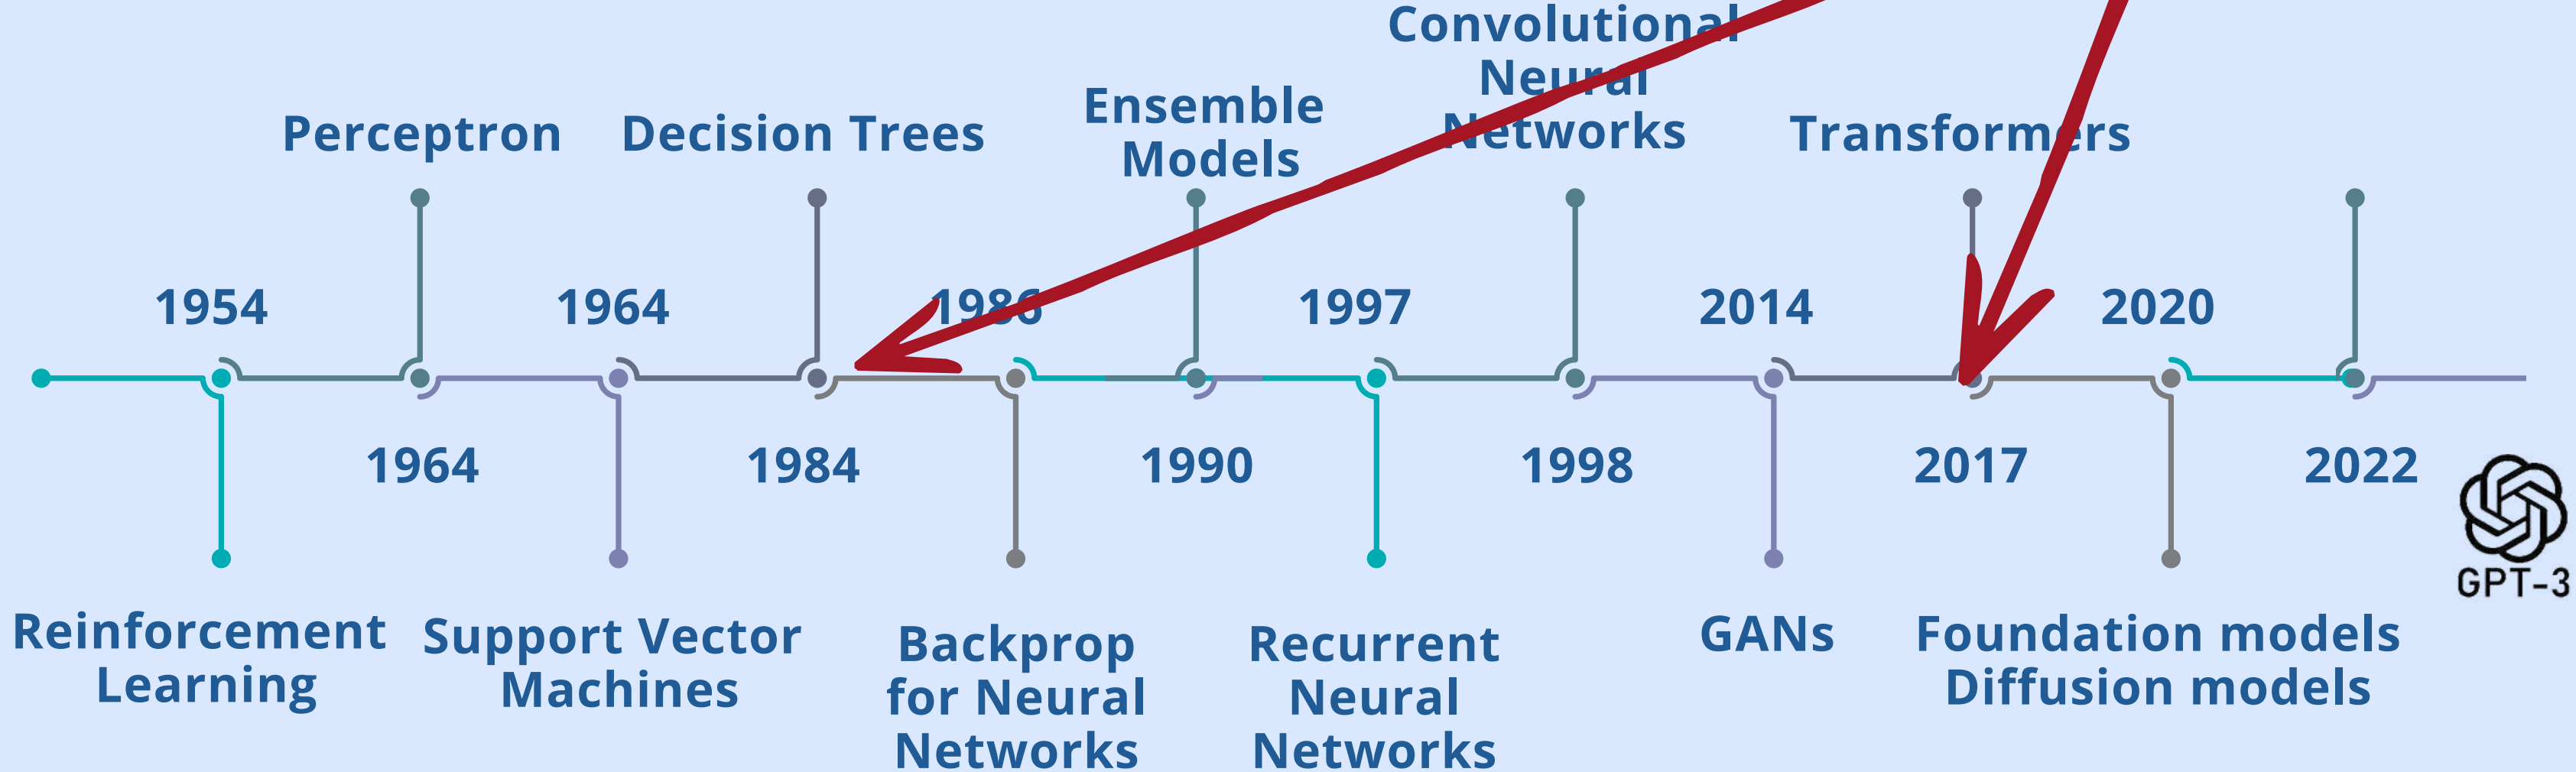 Convolutional
Neural
Networks
Ensemble
Models
Perceptron
Decision Trees
Transformers
1954
1964
1986
1997
2014
2020
1964
1984
1990
1998
2017
2022
GPT-3
Reinforcement
Learning
Support Vector
Machines
Backprop
for Neural
Networks
Recurrent
Neural
Networks
GANs
Foundation models
Diffusion models